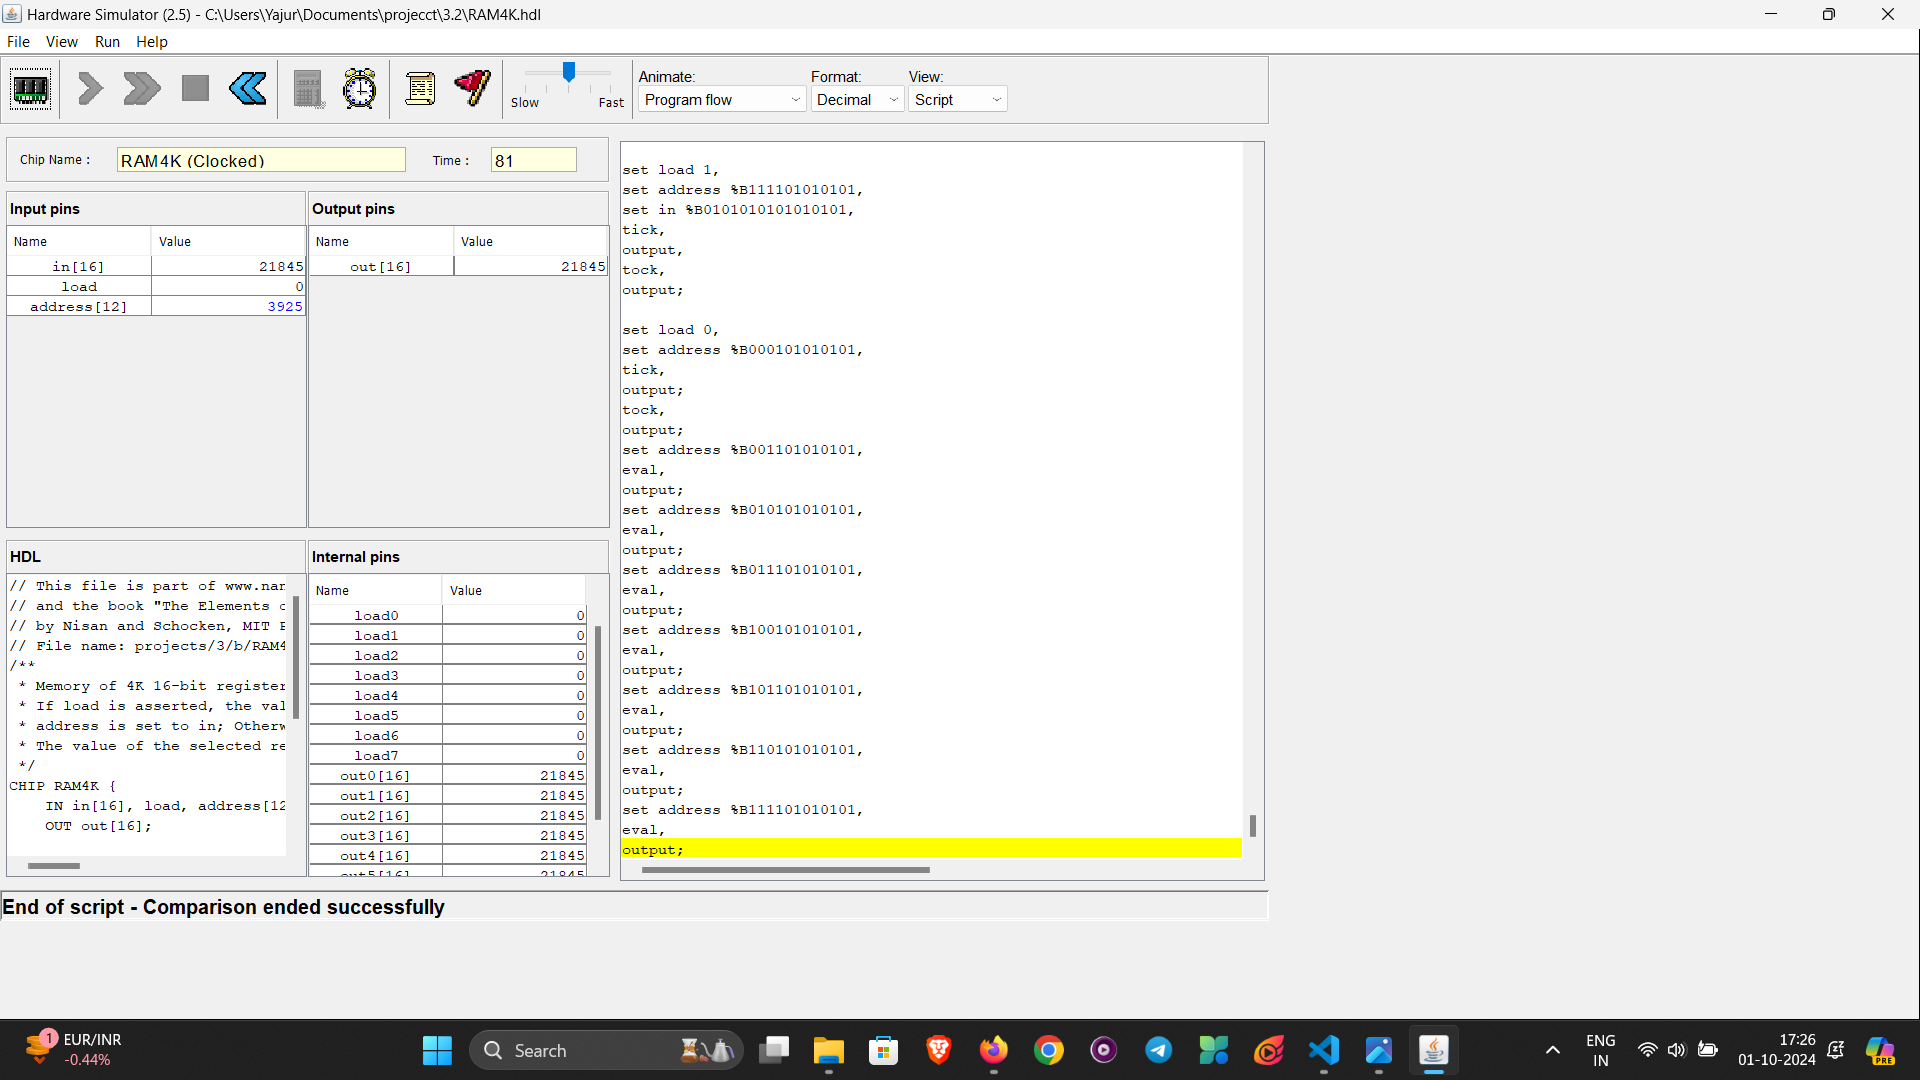 Hardware Simulator (2.5) - C:\Users\Yajur\Documents\projecct\3.2\RAM4K.hdl
File View Run Help
Slow Fast
Animate: Format: View:
Program flow Decimal Script
Chip Name : RAM4K (Clocked) Time : 81
Input pins
Name Value
in[16] 21845
load 0
address[12] 3925
Output pins
Name Value
out[16] 21845
HDL
// This file is part of www.nan
// and the book "The Elements o
// by Nisan and Schocken, MIT P
// File name: projects/3/b/RAM4
/**
* Memory of 4K 16-bit register
* If load is asserted, the val
* address is set to in; Otherw
* The value of the selected re
*/
CHIP RAM4K {
IN in[16], load, address[12
OUT out[16];
Internal pins
Name Value
load0 0
load1 0
load2 0
load3 0
load4 0
load5 0
load6 0
load7 0
out0[16] 21845
out1[16] 21845
out2[16] 21845
out3[16] 21845
out4[16] 21845
out5[16] 21845
set load 1,
set address %B111101010101,
set in %B0101010101010101,
tick,
output,
tock,
output;
set load 0,
set address %B000101010101,
tick,
output;
tock,
output;
set address %B001101010101,
eval,
output;
set address %B010101010101,
eval,
output;
set address %B011101010101,
eval,
output;
set address %B100101010101,
eval,
output;
set address %B101101010101,
eval,
output;
set address %B110101010101,
eval,
output;
set address %B111101010101,
eval,
output;
End of script - Comparison ended successfully
1
EUR/INR
-0.44%
Search
ENG
IN
17:26
01-10-2024
PRE